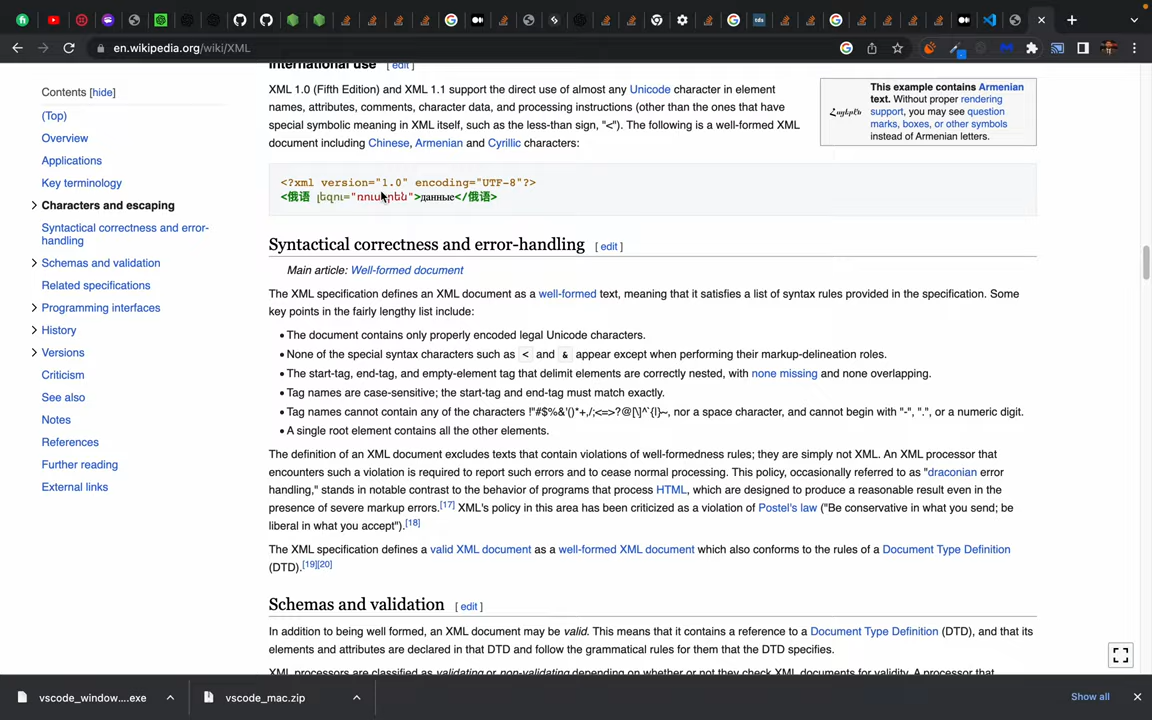 en.wikipedia.org/wiki/XML
Contents [hide]
(Top)
Overview
Applications
Key terminology
Characters and escaping
Syntactical correctness and error-
handling
Schemas and validation
Related specifications
Programming interfaces
History
Versions
Criticism
See also
Notes
References
Further reading
External links
International use [ edit ]
XML 1.0 (Fifth Edition) and XML 1.1 support the direct use of almost any Unicode character in element
names, attributes, comments, character data, and processing instructions (other than the ones that have
special symbolic meaning in XML itself, such as the less-than sign, "<"). The following is a well-formed XML
document including Chinese, Armenian and Cyrillic characters:
Հայերեն
This example contains Armenian
text. Without proper rendering
support, you may see question
marks, boxes, or other symbols
instead of Armenian letters.
<?xml version="1.0" encoding="UTF-8"?>
<俄语 լեզու="ռուսերեն">данные</俄语>
Syntactical correctness and error-handling [ edit ]
Main article: Well-formed document
The XML specification defines an XML document as a well-formed text, meaning that it satisfies a list of syntax rules provided in the specification. Some
key points in the fairly lengthy list include:
• The document contains only properly encoded legal Unicode characters.
• None of the special syntax characters such as < and & appear except when performing their markup-delineation roles.
• The start-tag, end-tag, and empty-element tag that delimit elements are correctly nested, with none missing and none overlapping.
• Tag names are case-sensitive; the start-tag and end-tag must match exactly.
• Tag names cannot contain any of the characters !"#$%&'()*+,/;<=>?@[\]^`{|}~, nor a space character, and cannot begin with "-", ".", or a numeric digit.
• A single root element contains all the other elements.
The definition of an XML document excludes texts that contain violations of well-formedness rules; they are simply not XML. An XML processor that
encounters such a violation is required to report such errors and to cease normal processing. This policy, occasionally referred to as "draconian error
handling," stands in notable contrast to the behavior of programs that process HTML, which are designed to produce a reasonable result even in the
presence of severe markup errors.[17] XML's policy in this area has been criticized as a violation of Postel's law ("Be conservative in what you send; be
liberal in what you accept").[18]
The XML specification defines a valid XML document as a well-formed XML document which also conforms to the rules of a Document Type Definition
(DTD).[19][20]
Schemas and validation [ edit ]
In addition to being well formed, an XML document may be valid. This means that it contains a reference to a Document Type Definition (DTD), and that its
elements and attributes are declared in that DTD and follow the grammatical rules for them that the DTD specifies.
XML processors are classified as validating or non-validating depending on whether or not they check XML documents for validity. A processor that
vscode_window....exe
vscode_mac.zip
Show all